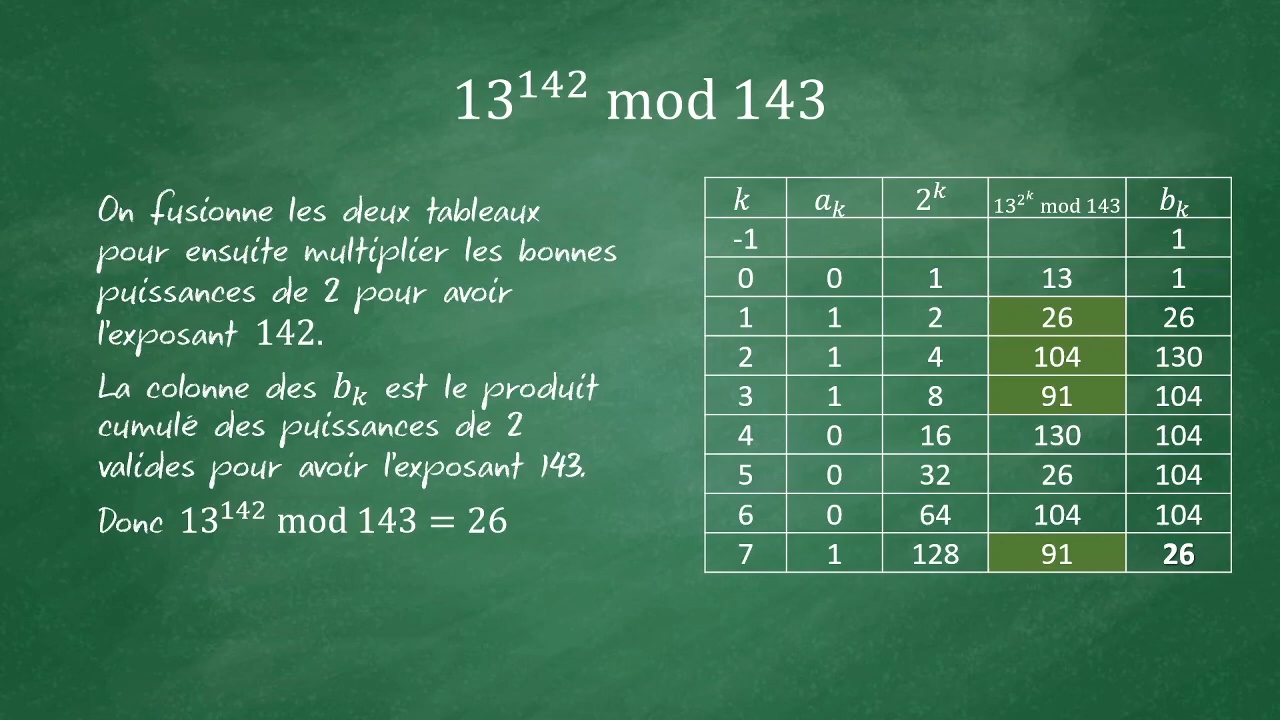 13¹⁴² mod 143
On fusionne les deux tableaux
pour ensuite multiplier les bonnes
puissances de 2 pour avoir
l'exposant 142.
La colonne des bₖ est le produit
cumulé des puissances de 2
valides pour avoir l'exposant 143.
Donc 13¹⁴² mod 143 = 26
k aₖ 2ᵏ 13^2^k mod 143 bₖ
-1 1
0 0 1 13 1
1 1 2 26 26
2 1 4 104 130
3 1 8 91 104
4 0 16 130 104
5 0 32 26 104
6 0 64 104 104
7 1 128 91 26